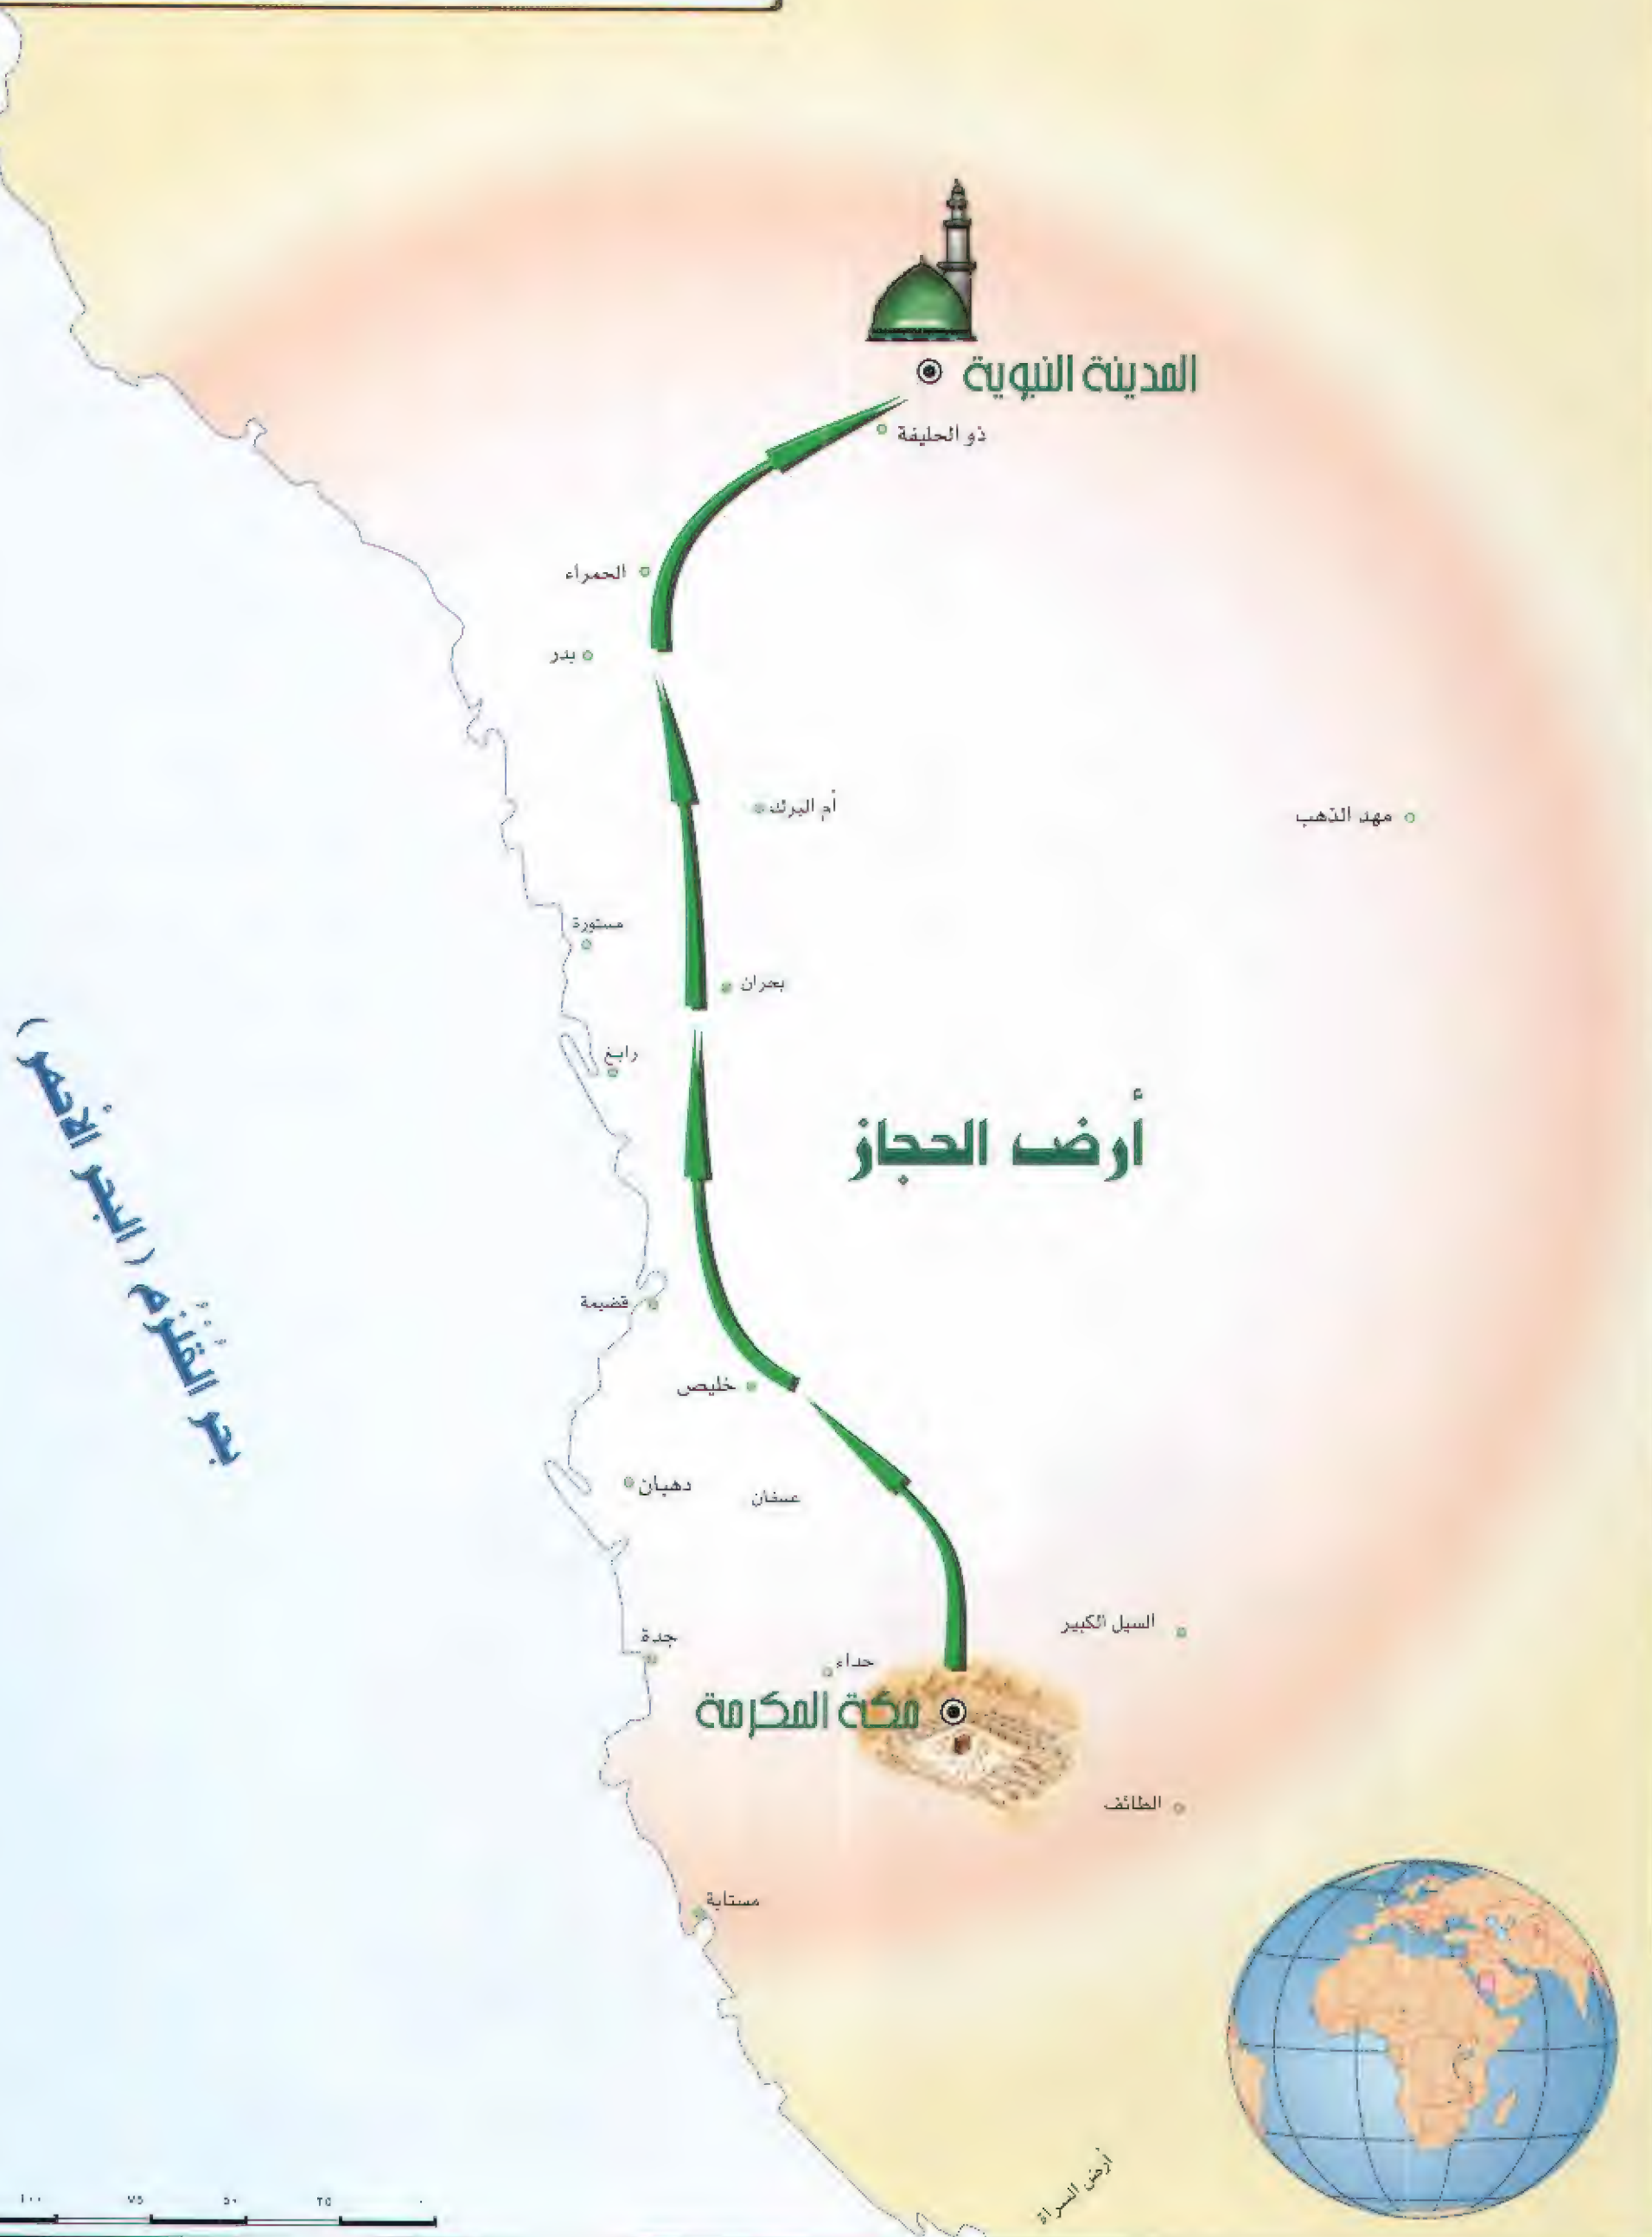 المدينة النبوية
ذو الحليفة
الحمراء
بدر
أم البرك
مهد الذهب
مستورة
بحران
رابغ
أرض الحجاز
بحر القُلْزُم ( البحر الأحمر )
قضيمة
خليص
دهبان
عسفان
السيل الكبير
جدة
حداء
مكة المكرمة
الطائف
مستابة
أرض السراة
١٠٠ ٧٥ ٥٠ ٢٥ ٠